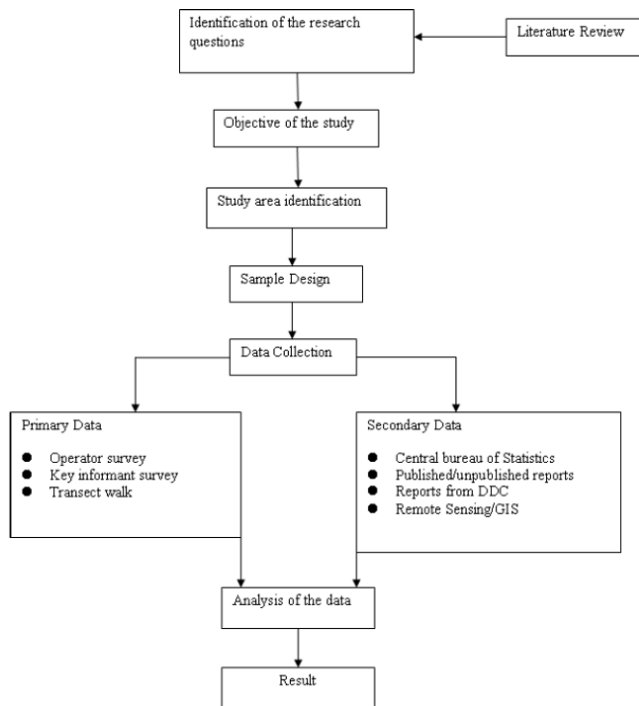 Identification of the research
questions
Literature Review
Objective of the study
Study area identification
Sample Design
Data Collection
Primary Data
● Operator survey
● Key informant survey
● Transect walk
Secondary Data
● Central bureau of Statistics
● Published/unpublished reports
● Reports from DDC
● Remote Sensing/GIS
Analysis of the data
Result